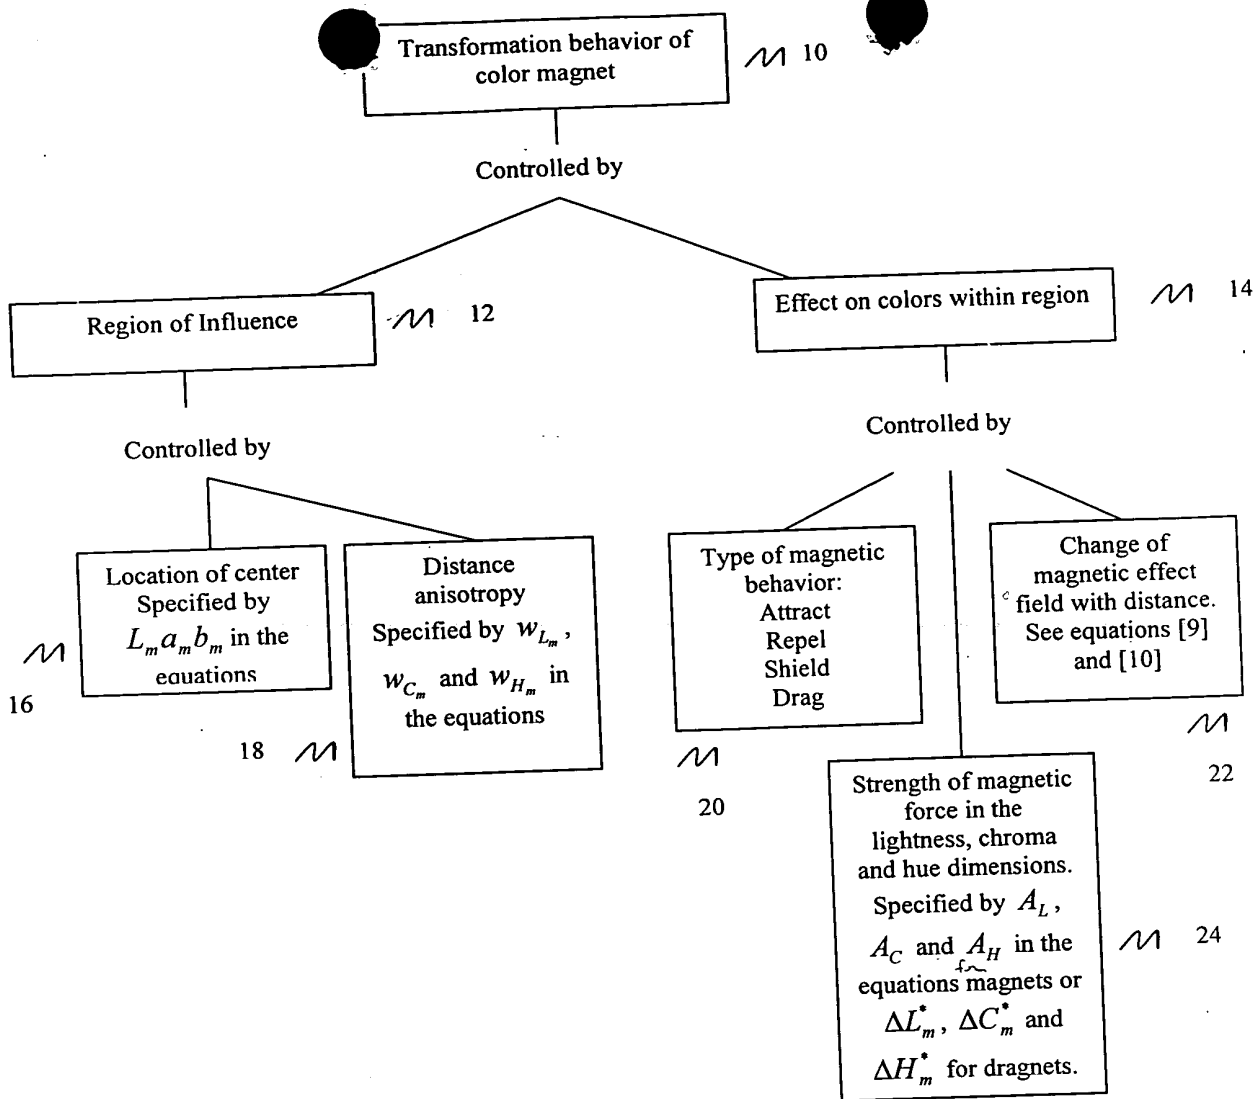 Transformation behavior of
color magnet
10
Controlled by
Region of Influence
12
Effect on colors within region
14
Controlled by
Controlled by
Location of center
Specified by
L_m a_m b_m in the
equations
16
Distance
anisotropy
Specified by w_{L_m},
w_{C_m} and w_{H_m} in
the equations
18
Type of magnetic
behavior:
Attract
Repel
Shield
Drag
20
Change of
magnetic effect
field with distance.
See equations [9]
and [10]
22
Strength of magnetic
force in the
lightness, chroma
and hue dimensions.
Specified by A_L,
A_C and A_H in the
for
equations magnets or
ΔL*_m, ΔC*_m and
ΔH*_m for dragnets.
24